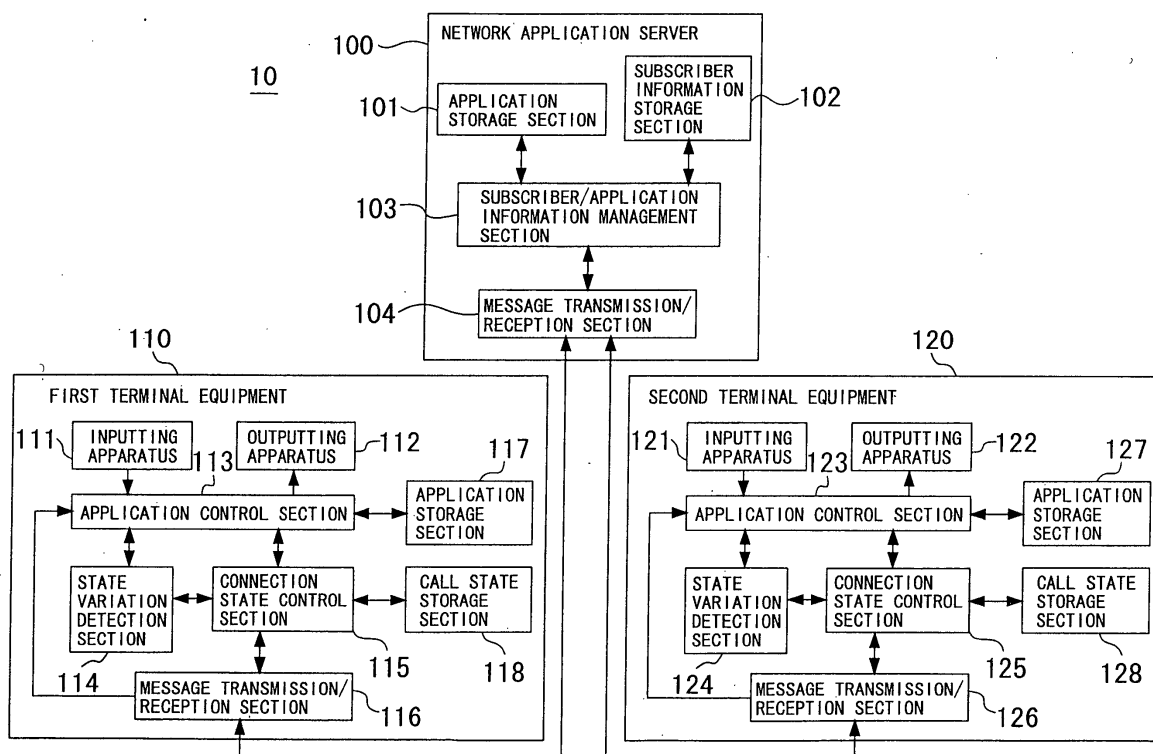 10
100
NETWORK APPLICATION SERVER
101
APPLICATION
STORAGE SECTION
SUBSCRIBER
INFORMATION
STORAGE
SECTION
102
103
SUBSCRIBER/APPLICATION
INFORMATION MANAGEMENT
SECTION
104
MESSAGE TRANSMISSION/
RECEPTION SECTION
110
FIRST TERMINAL EQUIPMENT
111
INPUTTING
APPARATUS
113
OUTPUTTING
APPARATUS
112
117
APPLICATION CONTROL SECTION
APPLICATION
STORAGE
SECTION
STATE
VARIATION
DETECTION
SECTION
114
CONNECTION
STATE CONTROL
SECTION
115
CALL STATE
STORAGE
SECTION
118
MESSAGE TRANSMISSION/
RECEPTION SECTION
116
120
SECOND TERMINAL EQUIPMENT
121
INPUTTING
APPARATUS
123
OUTPUTTING
APPARATUS
122
127
APPLICATION CONTROL SECTION
APPLICATION
STORAGE
SECTION
STATE
VARIATION
DETECTION
SECTION
124
CONNECTION
STATE CONTROL
SECTION
125
CALL STATE
STORAGE
SECTION
128
MESSAGE TRANSMISSION/
RECEPTION SECTION
126